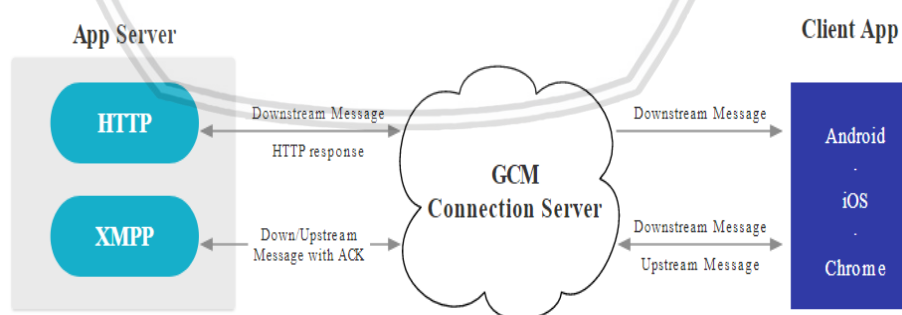 App Server
Client App
HTTP
Downstream Message
HTTP response
Downstream Message
GCM
Connection Server
XMPP
Down/Upstream
Message with ACK
Downstream Message
Upstream Message
Android
.
iOS
.
Chrome